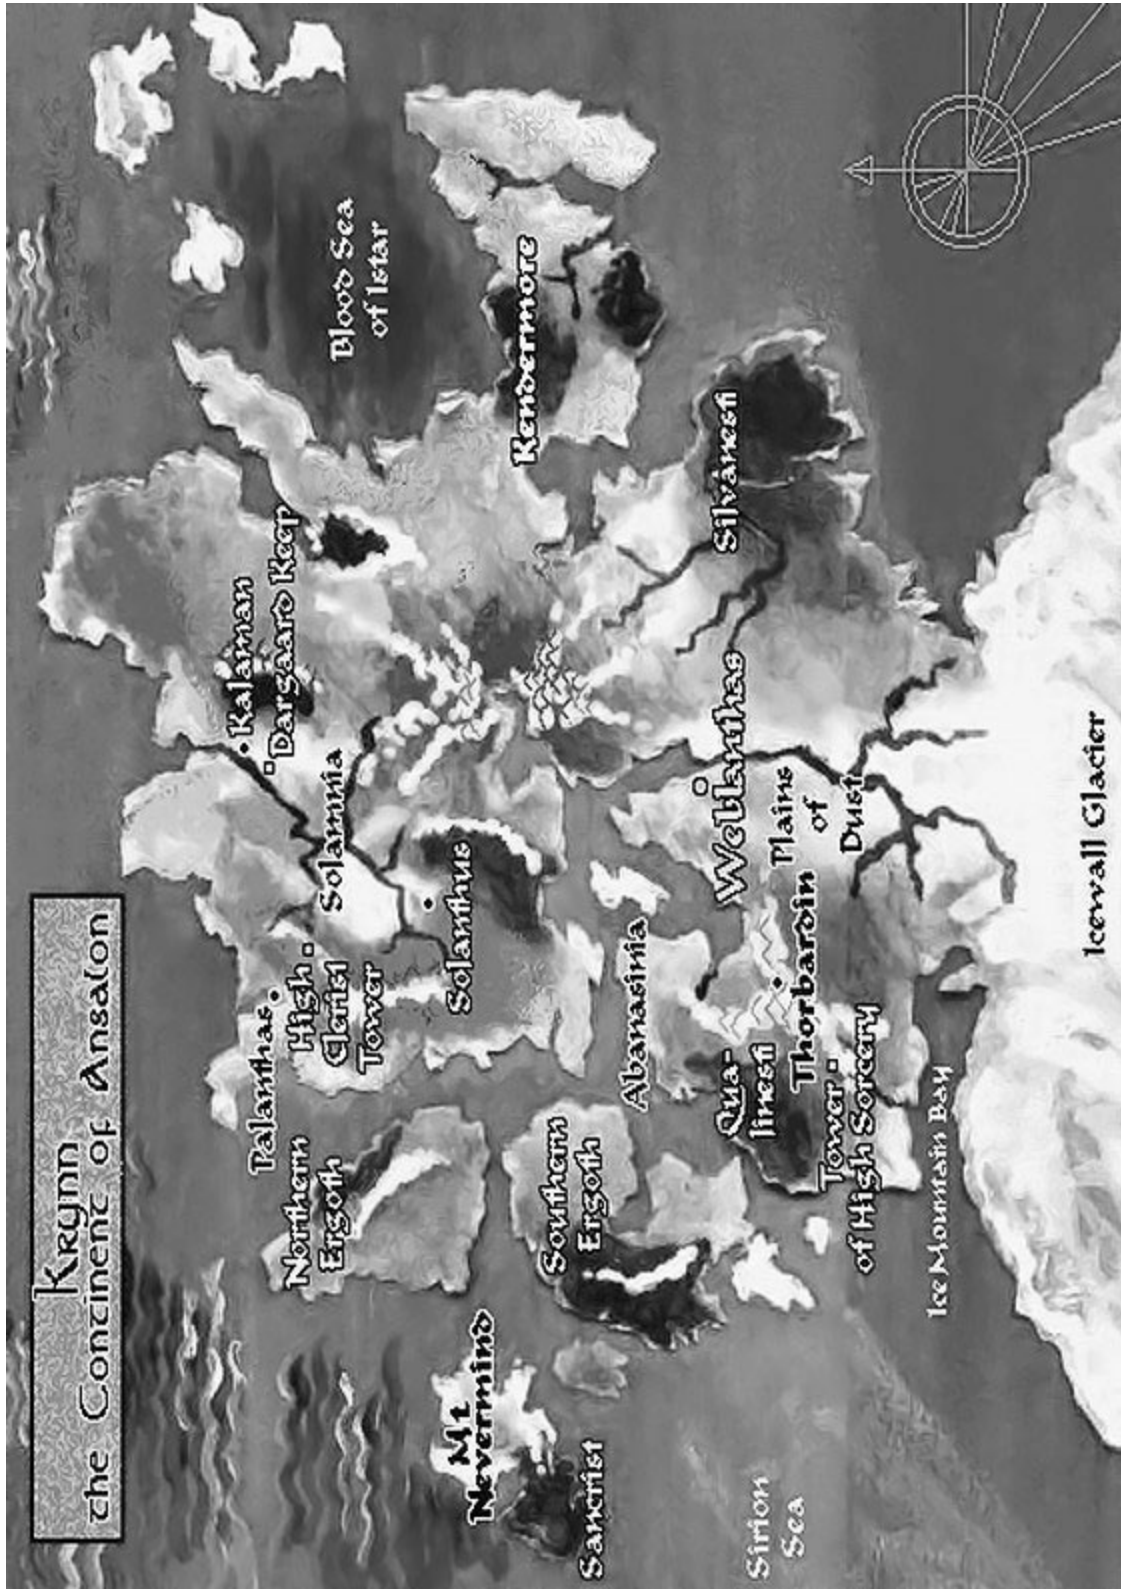 Krynn
the Continent of Ansalon
Blood Sea
of Istar
Kalaman
Dargaard Keep
Palanthas
High
Clerist
Tower
Solamnia
Northern
Ergoth
Solanthus
Kendermore
Mt
Nevermind
Southern
Ergoth
Sancrist
Abanasinia
Silvanesti
Weblanthas
Qua-
linesti
Plains
of
Dust
Thorbardin
Tower
of High Sorcery
Sirion
Sea
Ice Mountain Bay
Icewall Glacier